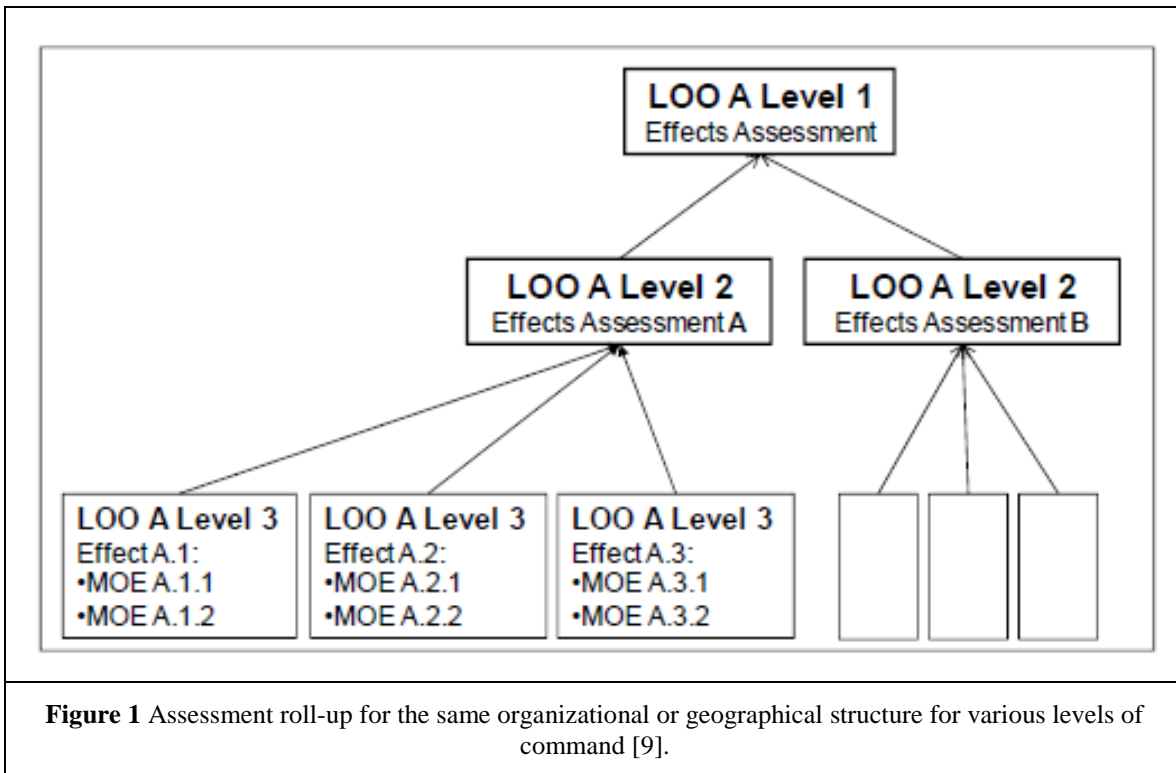 LOO A Level 1
Effects Assessment
LOO A Level 2
Effects Assessment A
LOO A Level 2
Effects Assessment B
LOO A Level 3
Effect A.1:
•MOE A.1.1
•MOE A.1.2
LOO A Level 3
Effect A.2:
•MOE A.2.1
•MOE A.2.2
LOO A Level 3
Effect A.3:
•MOE A.3.1
•MOE A.3.2
Figure 1 Assessment roll-up for the same organizational or geographical structure for various levels of
command [9].